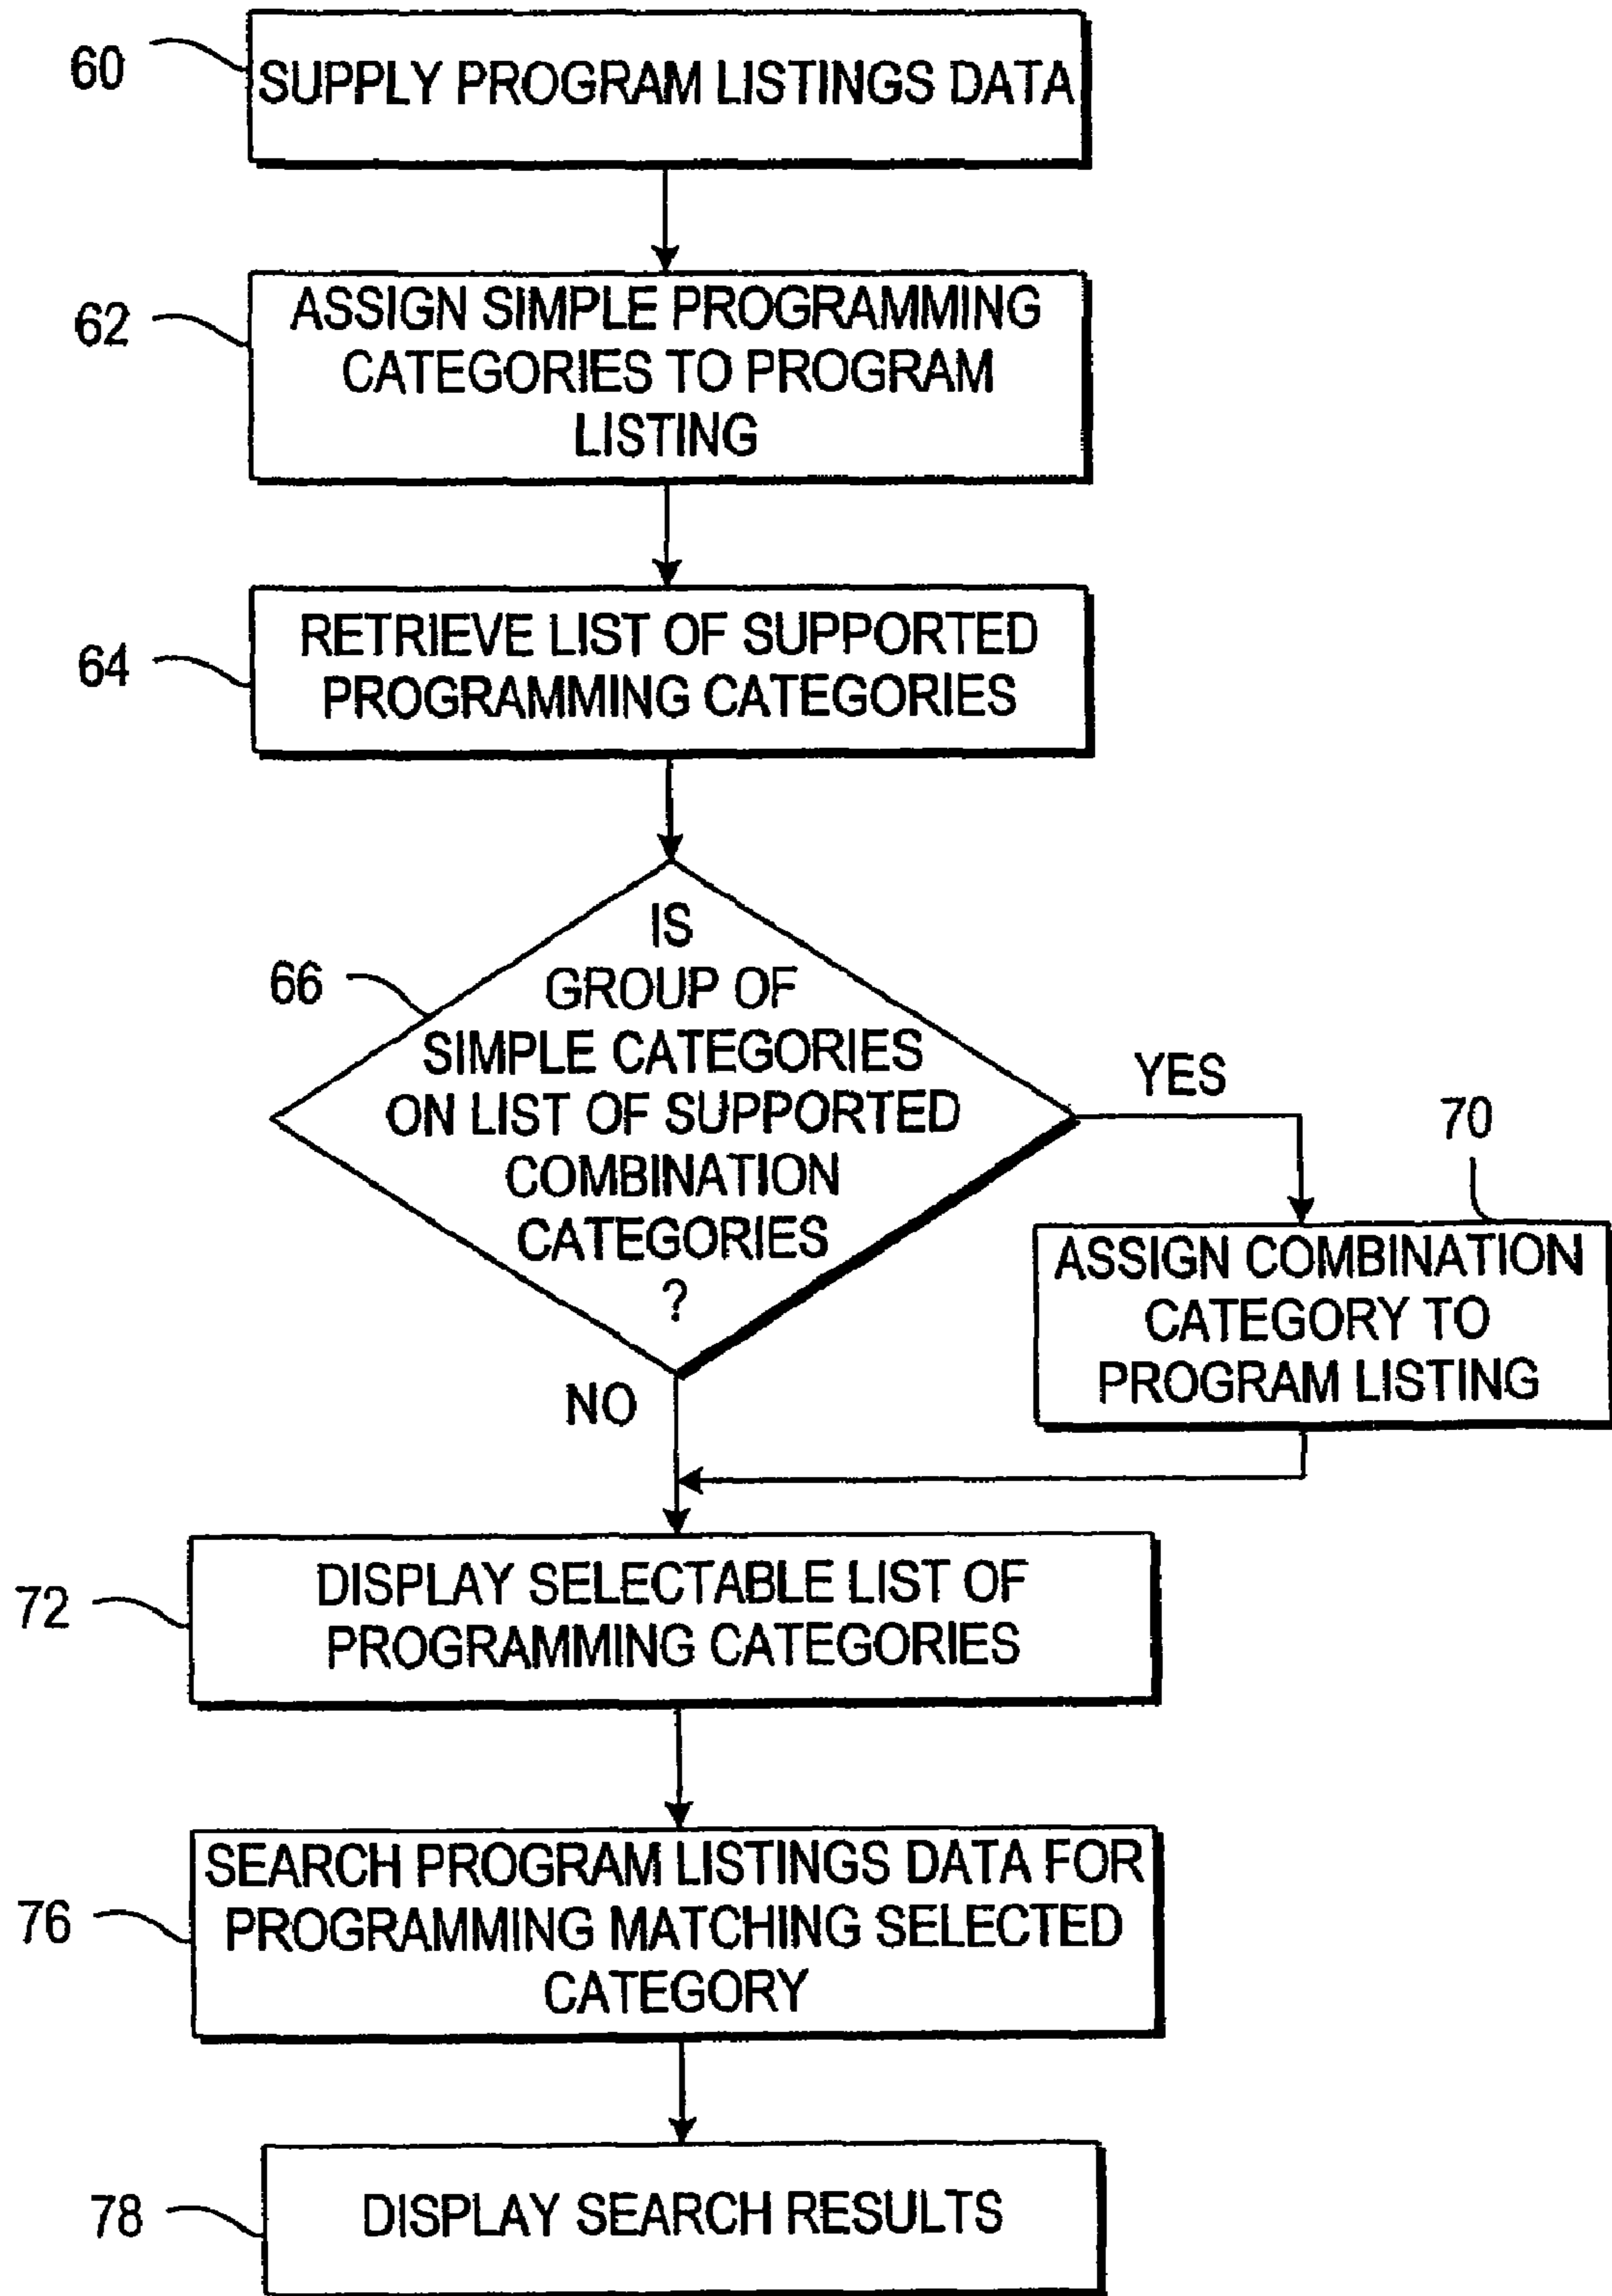 60
SUPPLY PROGRAM LISTINGS DATA
62
ASSIGN SIMPLE PROGRAMMING
CATEGORIES TO PROGRAM
LISTING
64
RETRIEVE LIST OF SUPPORTED
PROGRAMMING CATEGORIES
66
IS
GROUP OF
SIMPLE CATEGORIES
ON LIST OF SUPPORTED
COMBINATION
CATEGORIES
?
YES
70
ASSIGN COMBINATION
CATEGORY TO
PROGRAM LISTING
NO
72
DISPLAY SELECTABLE LIST OF
PROGRAMMING CATEGORIES
76
SEARCH PROGRAM LISTINGS DATA FOR
PROGRAMMING MATCHING SELECTED
CATEGORY
78
DISPLAY SEARCH RESULTS